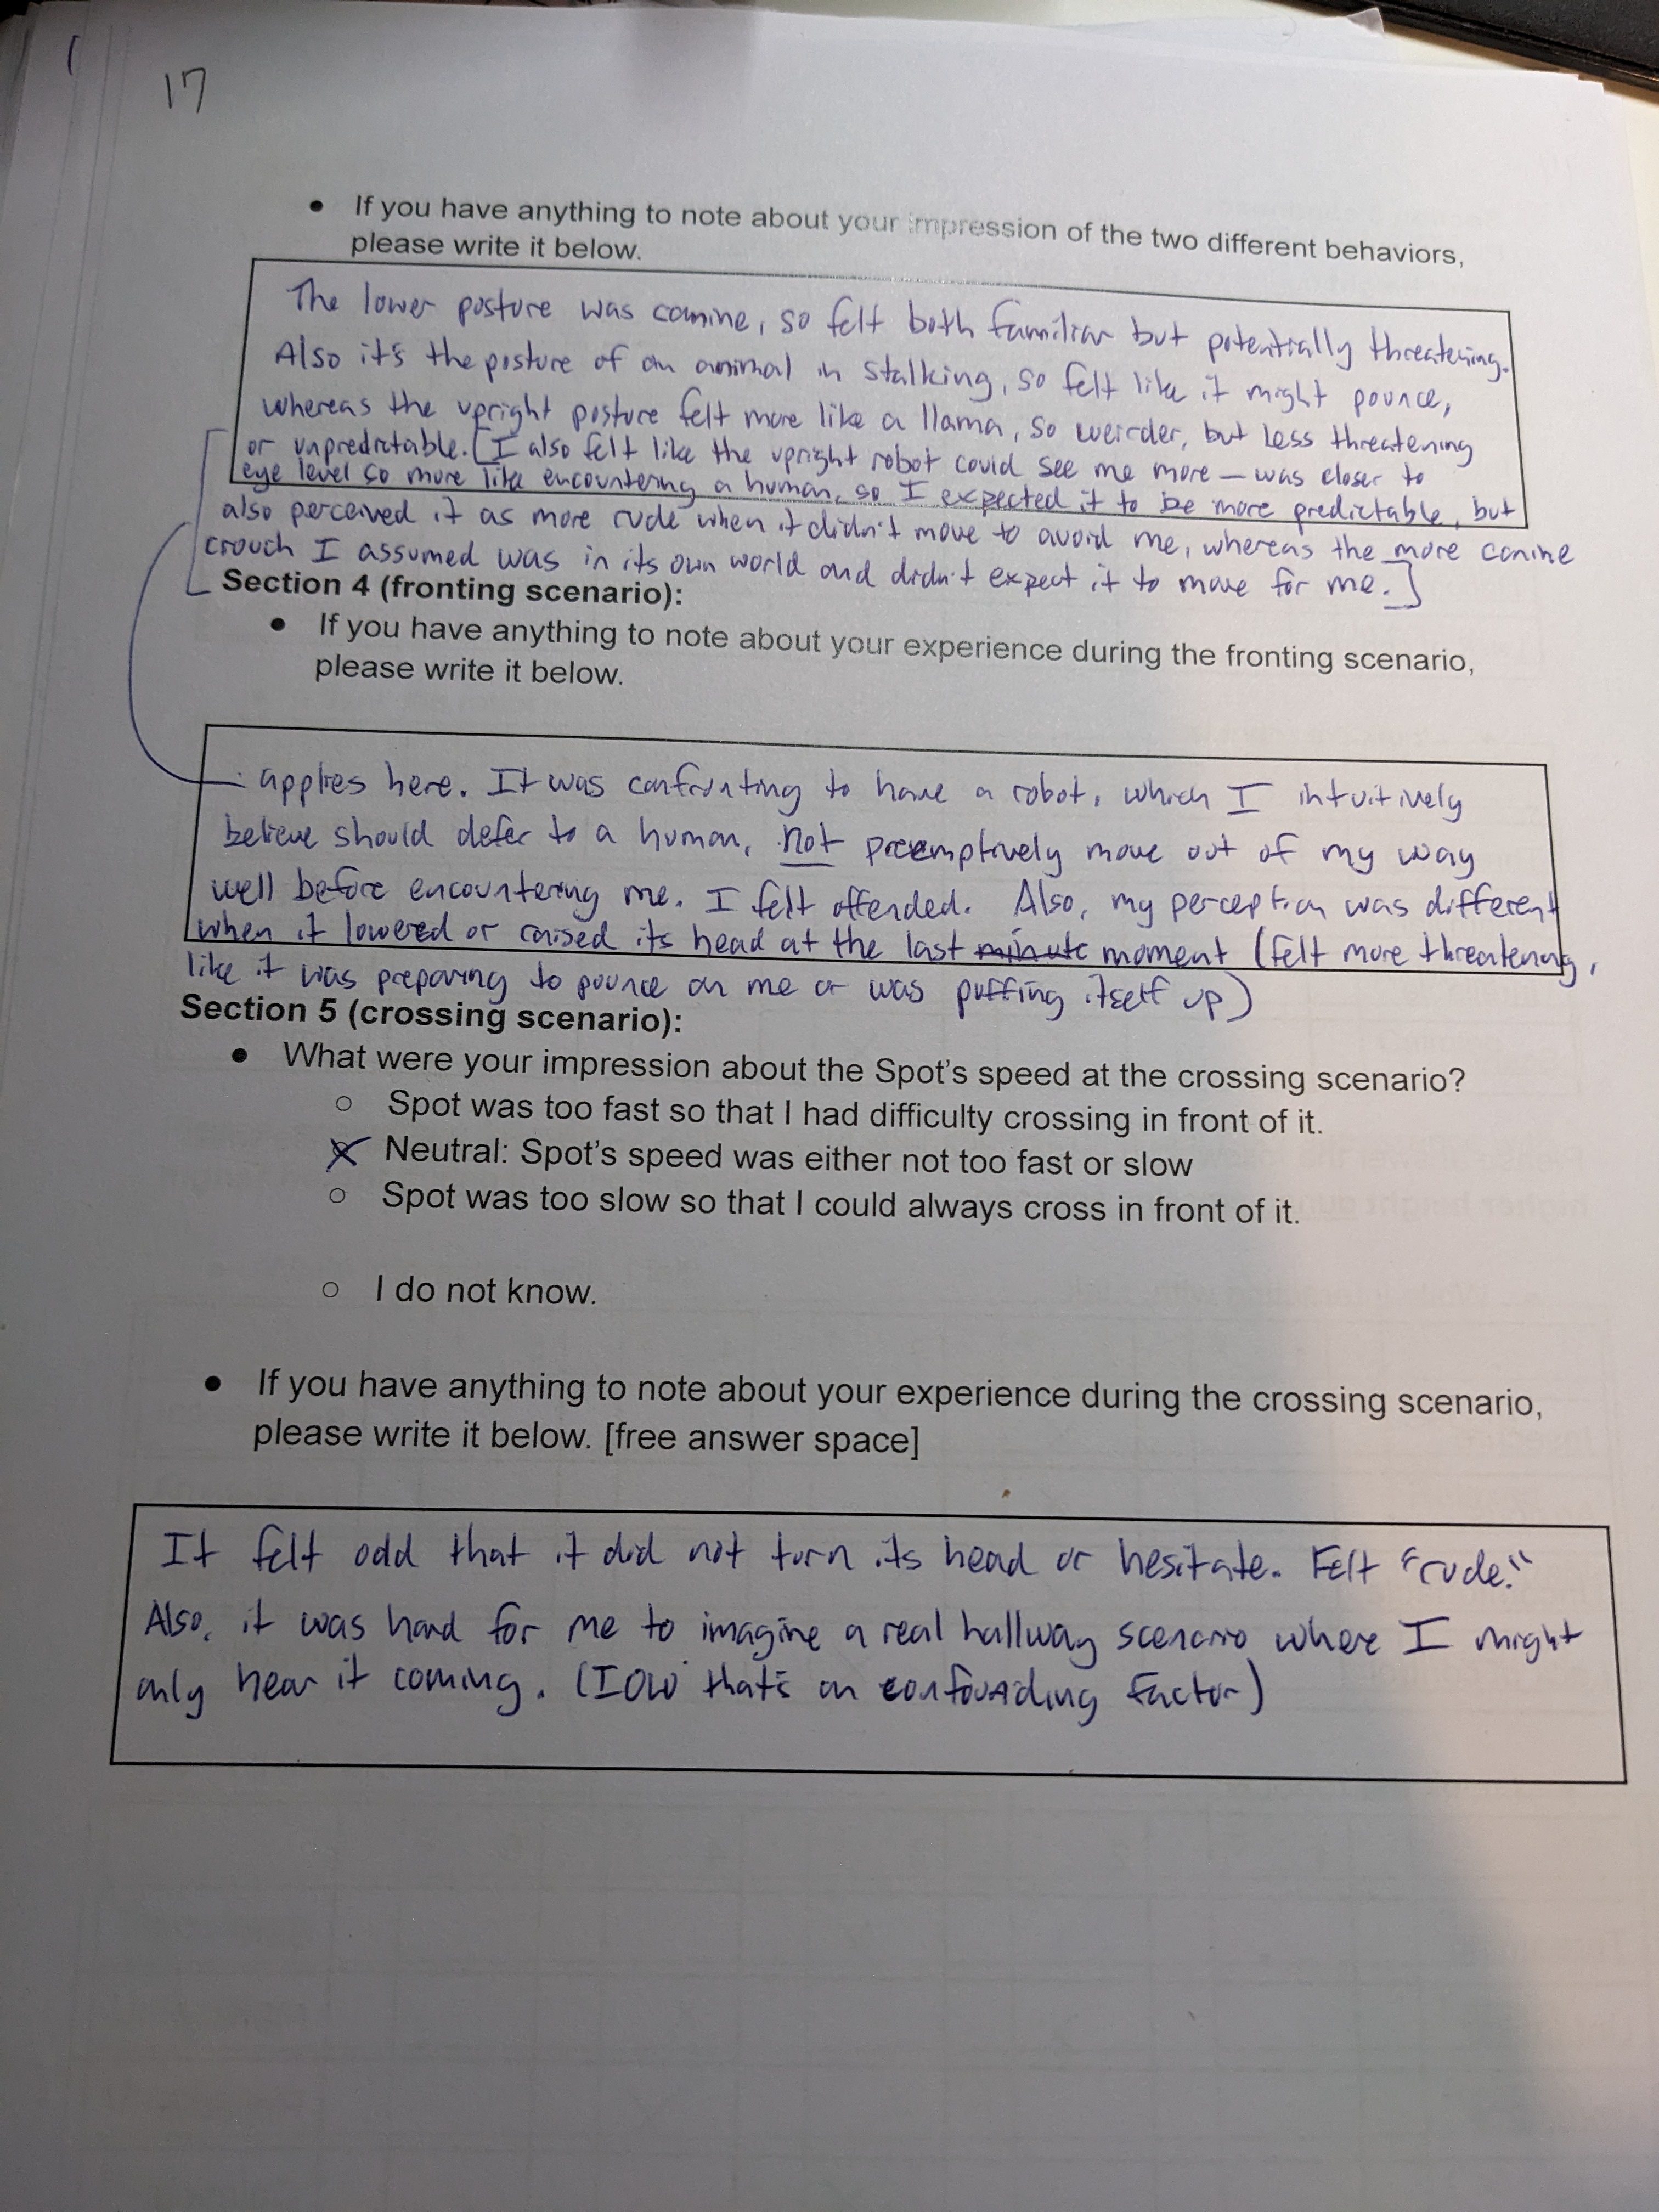 17
• If you have anything to note about your impression of the two different behaviors,
please write it below.
The lower posture was canine, so felt both familiar but potentially threatening.
Also it's the posture of an animal in stalking, so felt like it might pounce,
whereas the upright posture felt more like a llama, so weirder, but less threatening
or unpredictable. [I also felt like the upright robot could see me more – was closer to
eye level so more like encountering a human, so I expected it to be more predictable, but
also perceived it as more rude when it didn't move to avoid me, whereas the more canine
crouch I assumed was in its own world and didn't expect it to move for me.]
Section 4 (fronting scenario):
• If you have anything to note about your experience during the fronting scenario,
please write it below.
applies here. It was confronting to have a robot, which I intuitively
believe should defer to a human, not preemptively move out of my way
well before encountering me. I felt offended. Also, my perception was different
when it lowered or raised its head at the last minute moment (felt more threatening,
like it was preparing to pounce on me or was puffing itself up)
Section 5 (crossing scenario):
• What were your impression about the Spot's speed at the crossing scenario?
○ Spot was too fast so that I had difficulty crossing in front of it.
X Neutral: Spot's speed was either not too fast or slow
○ Spot was too slow so that I could always cross in front of it.
○ I do not know.
• If you have anything to note about your experience during the crossing scenario,
please write it below. [free answer space]
It felt odd that it did not turn its head or hesitate. Felt "rude."
Also, it was hard for me to imagine a real hallway scenario where I might
only hear it coming. (IOW that's an confounding factor)